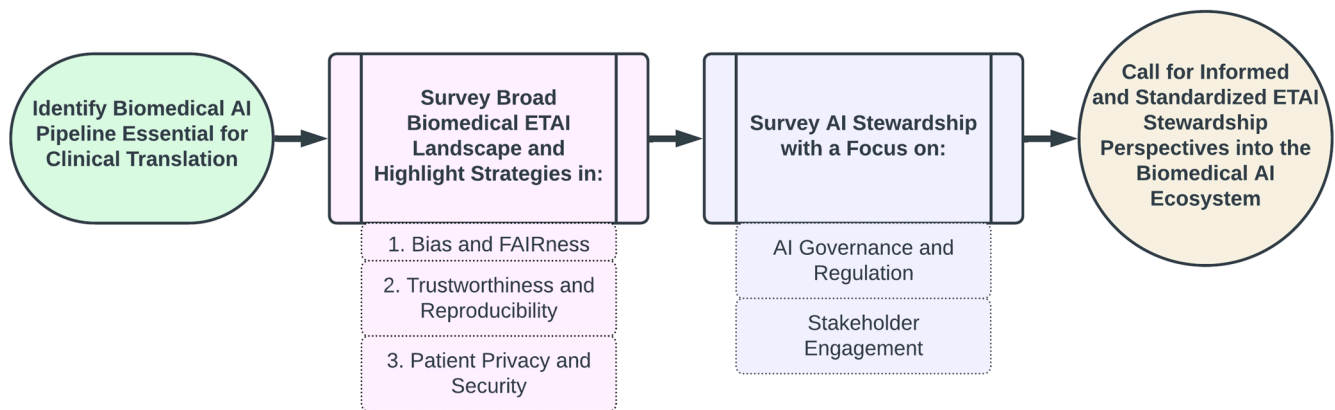 Identify Biomedical AI
Pipeline Essential for
Clinical Translation
Survey Broad
Biomedical ETAI
Landscape and
Highlight Strategies in:
1. Bias and FAIRness
2. Trustworthiness and
Reproducibility
3. Patient Privacy and
Security
Survey AI Stewardship
with a Focus on:
AI Governance and
Regulation
Stakeholder
Engagement
Call for Informed
and Standardized ETAI
Stewardship
Perspectives into the
Biomedical AI
Ecosystem